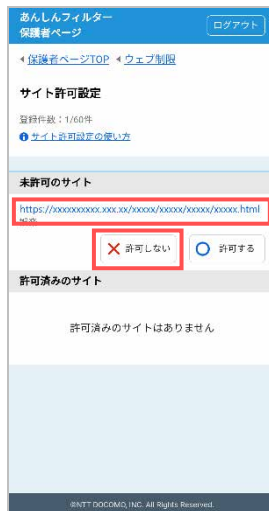 あんしんフィルター
保護者ページ
ログアウト
保護者ページTOP ウェブ制限
サイト許可設定
登録件数：1/60件
サイト許可設定の使い方
未許可のサイト
https://xxxxxxxxxx.xxx.xx/xxxxx/xxxxx/xxxxx/xxxxx.html
許可しない 許可する
許可済みのサイト
許可済みのサイトはありません
©NTT DOCOMO, INC. All Rights Reserved.